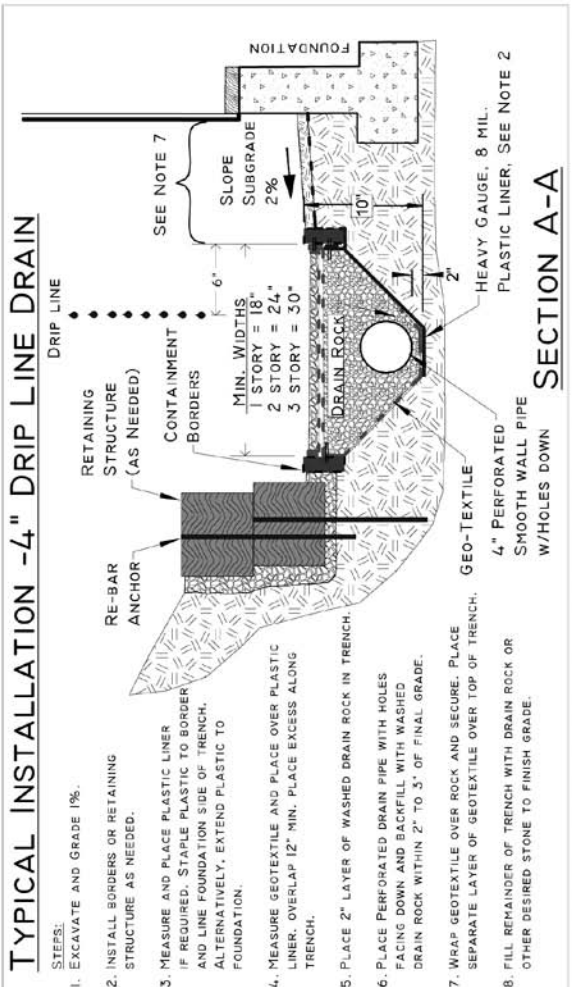 TYPICAL INSTALLATION -4" DRIP LINE DRAIN
STEPS:
1. EXCAVATE AND GRADE 1%.
2. INSTALL BORDERS OR RETAINING
STRUCTURE AS NEEDED.
3. MEASURE AND PLACE PLASTIC LINER
IF REQUIRED. STAPLE PLASTIC TO BORDER
AND LINE FOUNDATION SIDE OF TRENCH.
ALTERNATIVELY, EXTEND PLASTIC TO
FOUNDATION.
4. MEASURE GEOTEXTILE AND PLACE OVER PLASTIC
LINER. OVERLAP 12" MIN. PLACE EXCESS ALONG
TRENCH.
5. PLACE 2" LAYER OF WASHED DRAIN ROCK IN TRENCH.
6. PLACE PERFORATED DRAIN PIPE WITH HOLES
FACING DOWN AND BACKFILL WITH WASHED
DRAIN ROCK WITHIN 2" TO 3" OF FINAL GRADE.
7. WRAP GEOTEXTILE OVER ROCK AND SECURE. PLACE
SEPARATE LAYER OF GEOTEXTILE OVER TOP OF TRENCH.
8. FILL REMAINDER OF TRENCH WITH DRAIN ROCK OR
OTHER DESIRED STONE TO FINISH GRADE.
DRIP LINE
RETAINING
STRUCTURE
(AS NEEDED)
RE-BAR
ANCHOR
CONTAINMENT
BORDERS
6"
MIN. WIDTHS
1 STORY = 18"
2 STORY = 24"
3 STORY = 30"
SEE NOTE 7
SLOPE
SUBGRADE
2%
FOUNDATION
DRAIN ROCK
10"
2"
GEO-TEXTILE
4" PERFORATED
SMOOTH WALL PIPE
W/HOLES DOWN
HEAVY GAUGE, 8 MIL.
PLASTIC LINER, SEE NOTE 2
SECTION A-A